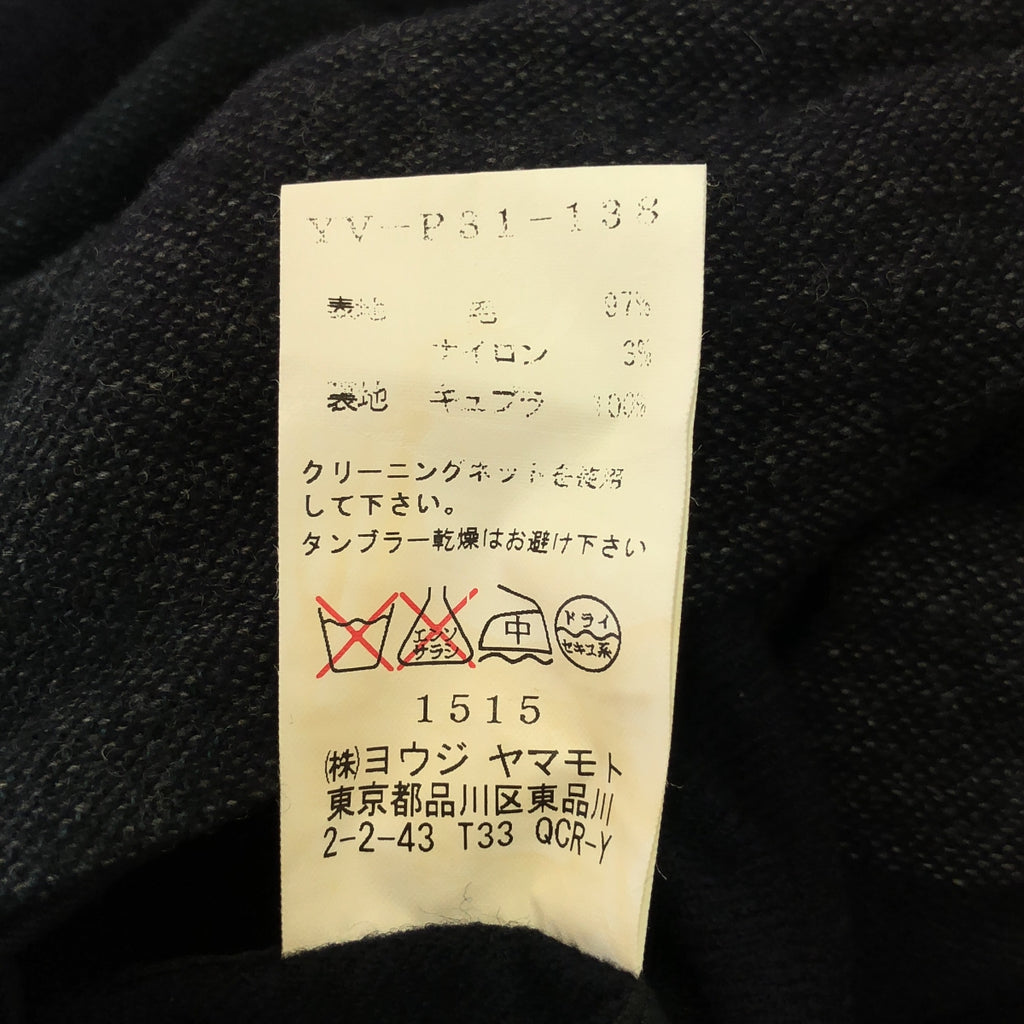 YV-P31-138
表地 毛 97%
ナイロン 3%
表地 キュプラ 100%
クリーニングネットを使用
して下さい。
タンブラー乾燥はお避け下さい
エンソ
サラシ
中
ドライ
セキユ系
1515
㈱ヨウジ ヤマモト
東京都品川区東品川
2-2-43 T33 QCR-Y